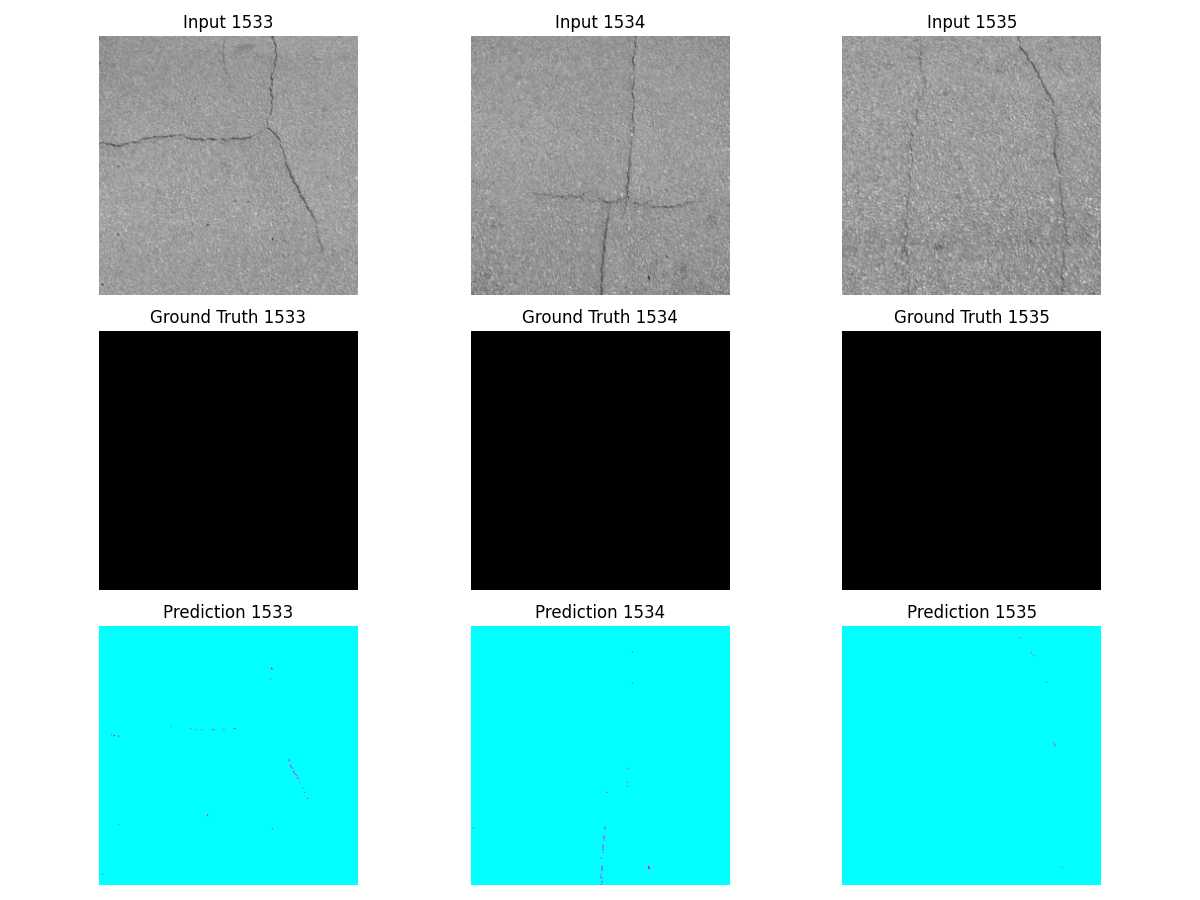 Input 1533
Input 1534
Input 1535
Ground Truth 1533
Ground Truth 1534
Ground Truth 1535
Prediction 1533
Prediction 1534
Prediction 1535